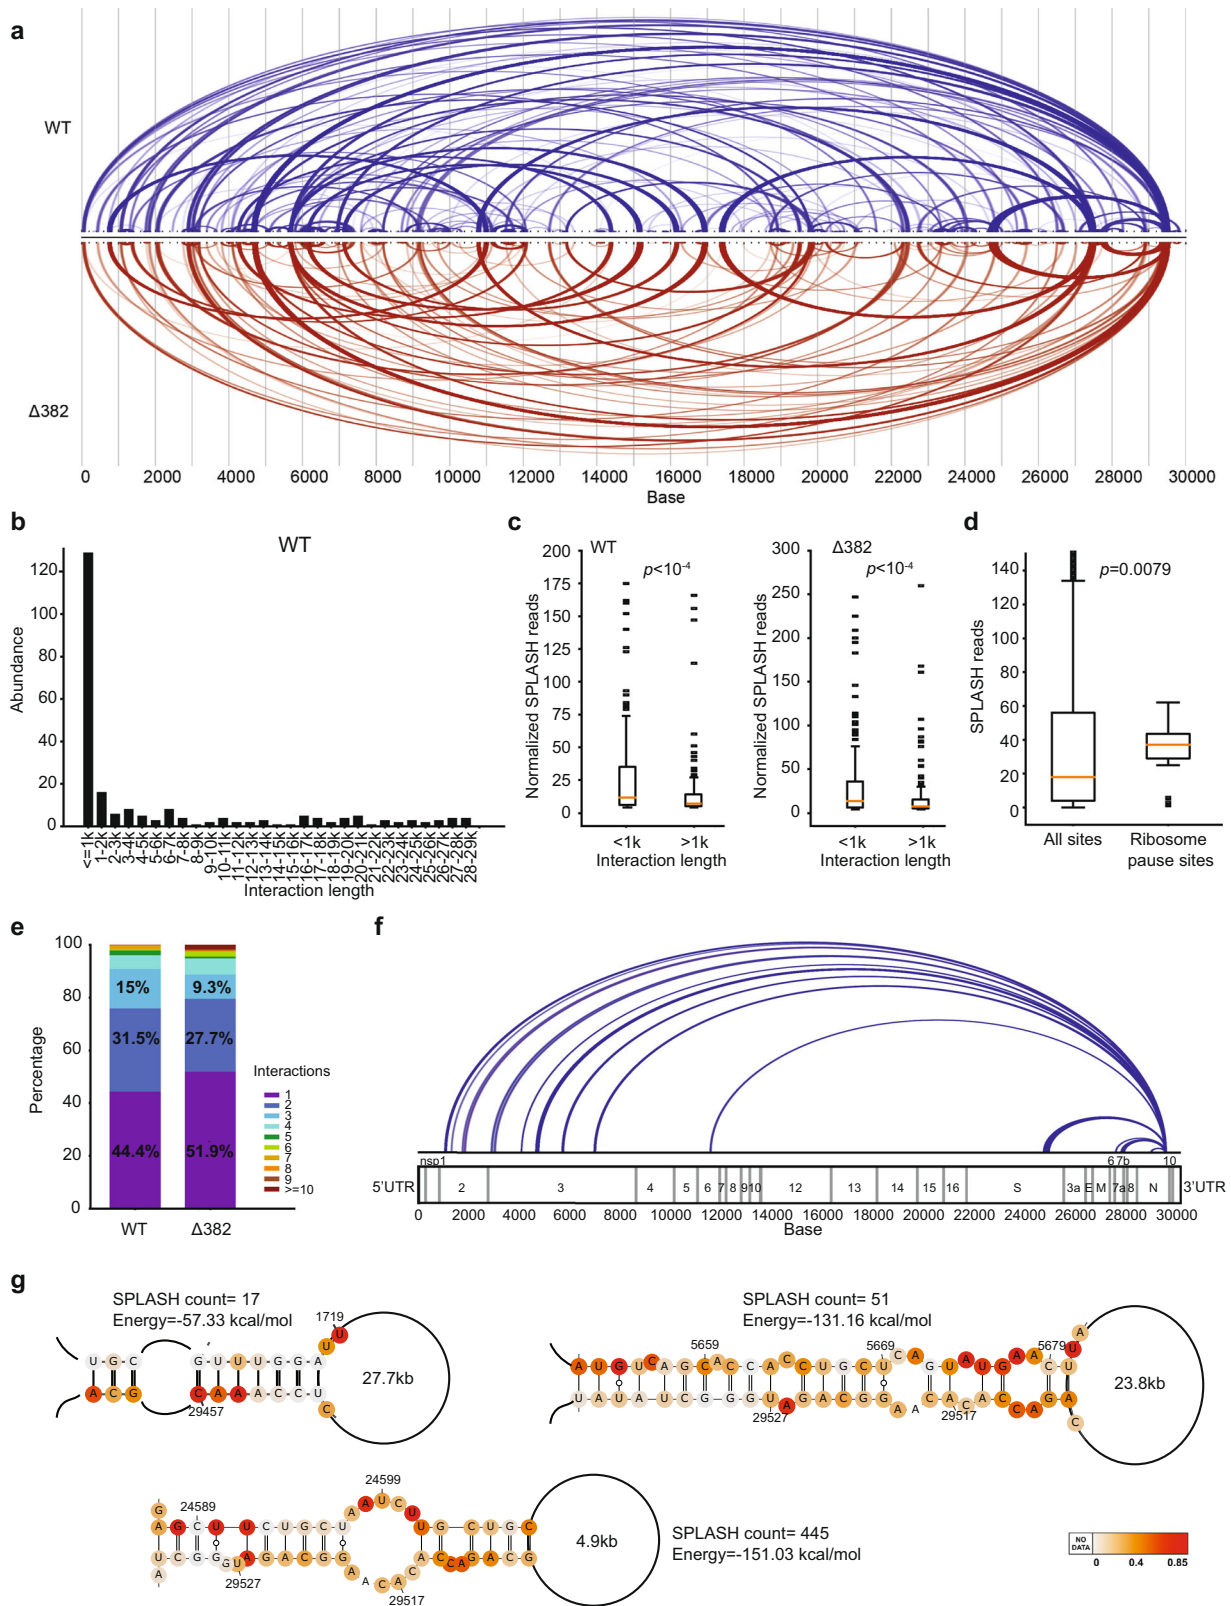 a
WT
Δ382
0 2000 4000 6000 8000 10000 12000 14000 16000 18000 20000 22000 24000 26000 28000 30000
Base
b
WT
Abundance
120
100
80
60
40
20
0
<=1k 1-2k 2-3k 3-4k 4-5k 5-6k 6-7k 7-8k 8-9k 9-10k 10-11k 11-12k 12-13k 13-14k 14-15k 15-16k 16-17k 17-18k 18-19k 19-20k 20-21k 21-22k 22-23k 23-24k 24-25k 25-26k 26-27k 27-28k 28-29k
Interaction length
c
WT
p<10⁻⁴
Normalized SPLASH reads
200
175
150
125
100
75
50
25
0
<1k >1k
Interaction length
Δ382
p<10⁻⁴
Normalized SPLASH reads
300
250
200
150
100
50
0
<1k >1k
Interaction length
d
p=0.0079
SPLASH reads
140
120
100
80
60
40
20
0
All sites
Ribosome
pause sites
e
Percentage
100
80
60
40
20
0
15% 9.3%
31.5% 27.7%
44.4% 51.9%
WT Δ382
Interactions
1
2
3
4
5
6
7
8
9
>=10
f
nsp1 6 7b 10
5'UTR 2 3 4 5 6 7 8 9 10 12 13 14 15 16 S 3a E M 7a 8 N 3'UTR
0 2000 4000 6000 8000 10000 12000 14000 16000 18000 20000 22000 24000 26000 28000 30000
Base
g
SPLASH count= 17
Energy=-57.33 kcal/mol
1719
U G C G U U U G G A U U
A C G C A A A C C U C
29457
27.7kb
SPLASH count= 51
Energy=-131.16 kcal/mol
5659 5669 5679
A U G U C A G C A C C A C C U G C U C A G U A U G A A C U U A
U A U A U C G G G U A G A C G G A A C A C A C C A G A C
29527 29517
23.8kb
24589 24599
G A G C U U C U G C U A A U C U U G C U G C
A U C G G G U A G A C G G A A C A C A C C A G A C G
29527 29517
4.9kb
SPLASH count= 445
Energy=-151.03 kcal/mol
NO
DATA
0 0.4 0.85